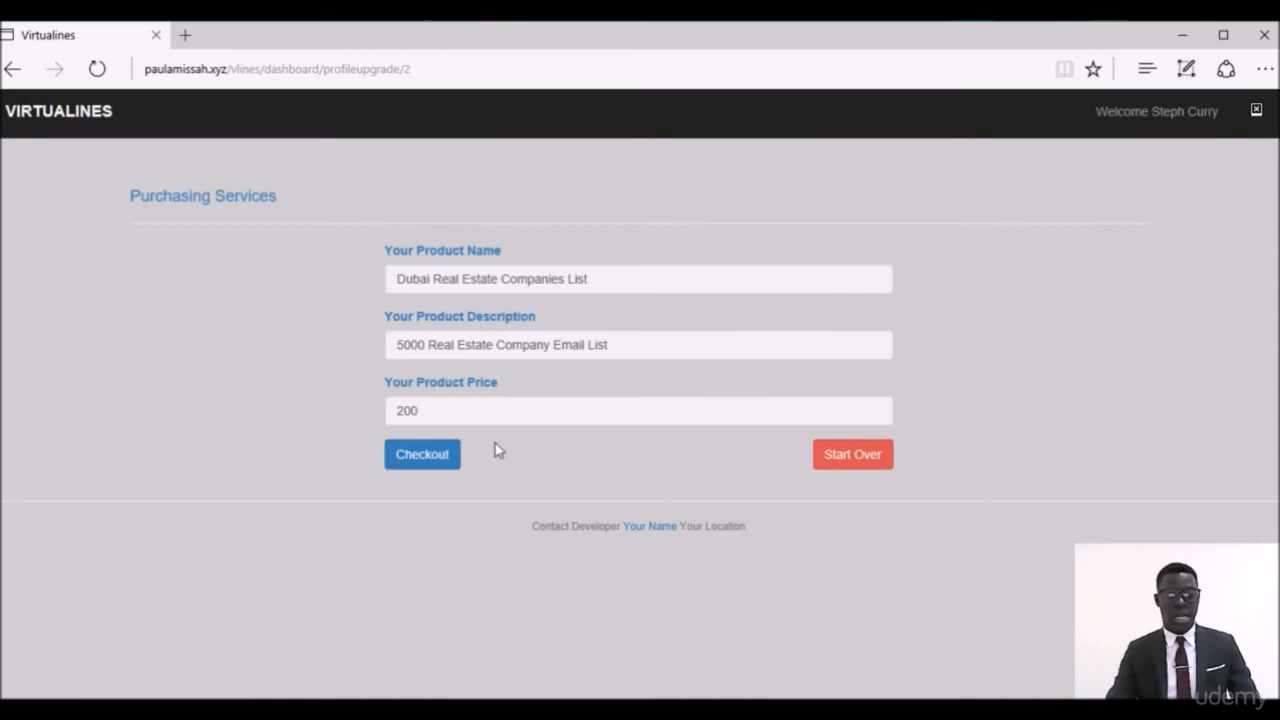 Virtualines
paulamissah.xyz/vlines/dashboard/profileupgrade/2
VIRTUALINES
Welcome Steph Curry
Purchasing Services
Your Product Name
Dubai Real Estate Companies List
Your Product Description
5000 Real Estate Company Email List
Your Product Price
200
Checkout
Start Over
Contact Developer Your Name Your Location
udemy